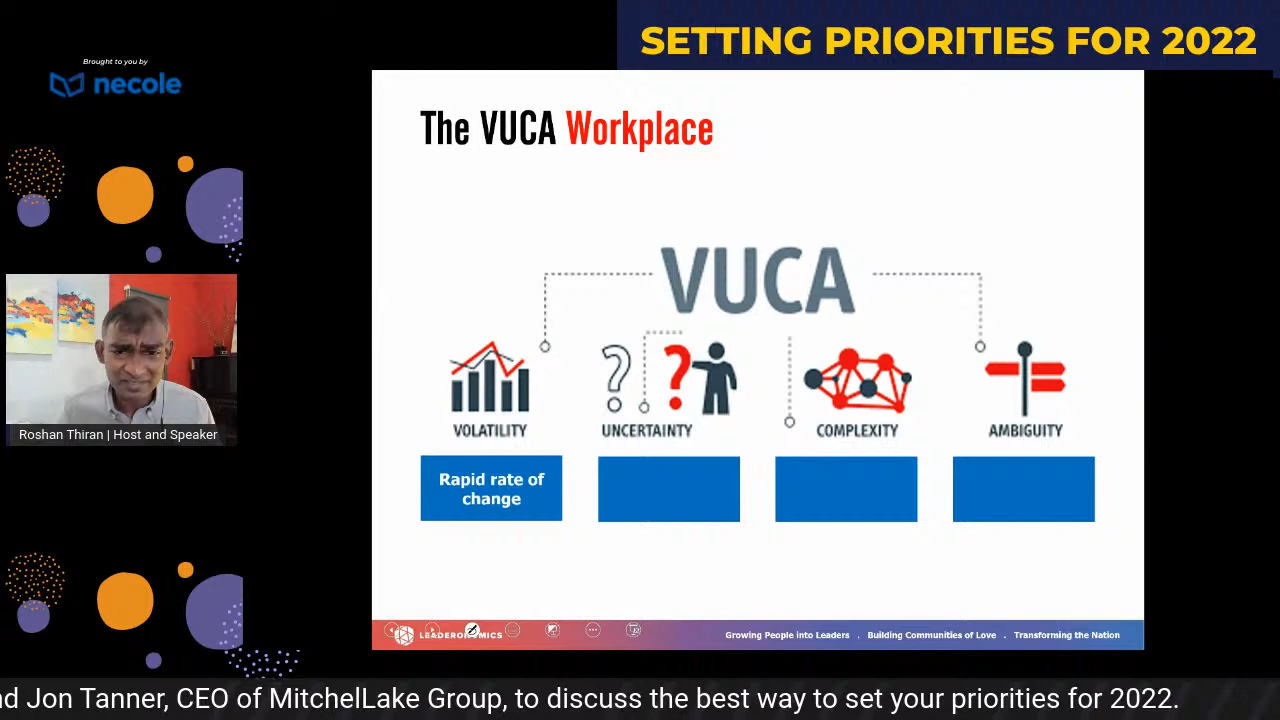 SETTING PRIORITIES FOR 2022
Brought to you by
necole
The VUCA Workplace
VUCA
VOLATILITY
UNCERTAINTY
COMPLEXITY
AMBIGUITY
Rapid rate of
change
Roshan Thiran | Host and Speaker
LEADERONOMICS
Growing People into Leaders . Building Communities of Love . Transforming the Nation
Jon Tanner, CEO of MitchelLake Group, to discuss the best way to set your priorities for 2022.